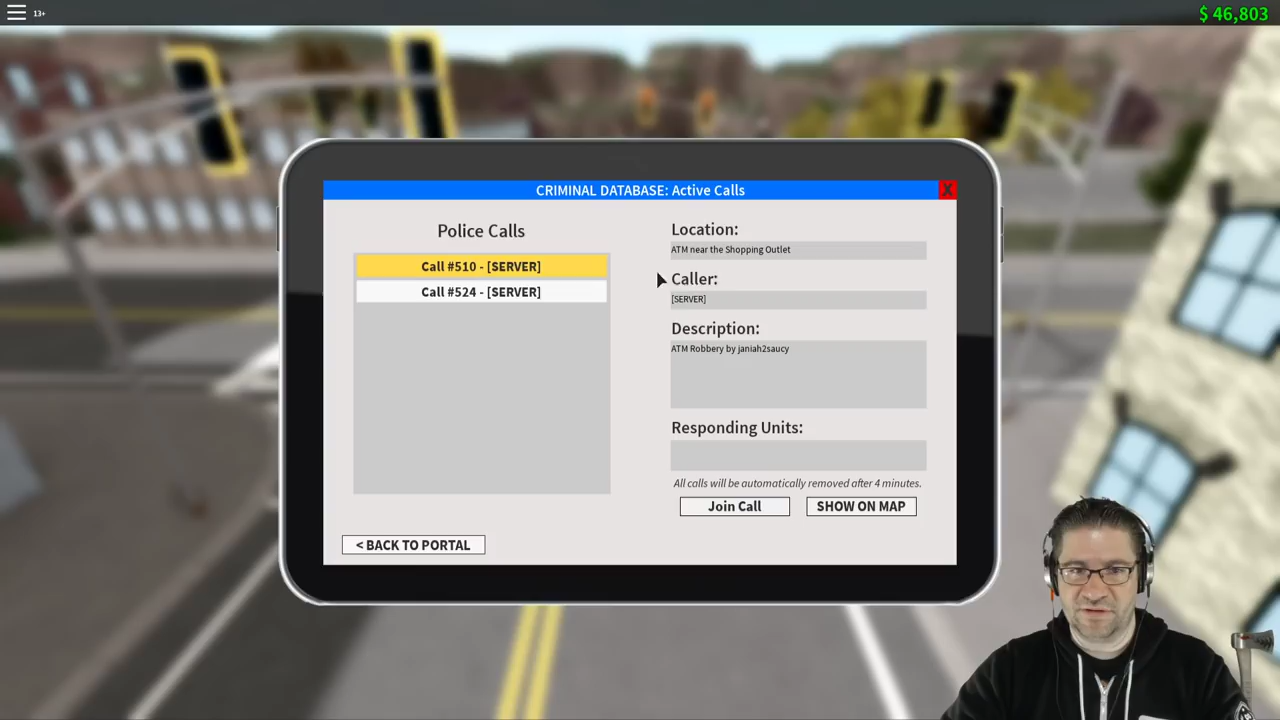 13+
$ 46,803
CRIMINAL DATABASE: Active Calls
X
Police Calls
Call #510 - [SERVER]
Call #524 - [SERVER]
< BACK TO PORTAL
Location:
ATM near the Shopping Outlet
Caller:
[SERVER]
Description:
ATM Robbery by janiah2saucy
Responding Units:
All calls will be automatically removed after 4 minutes.
Join Call
SHOW ON MAP